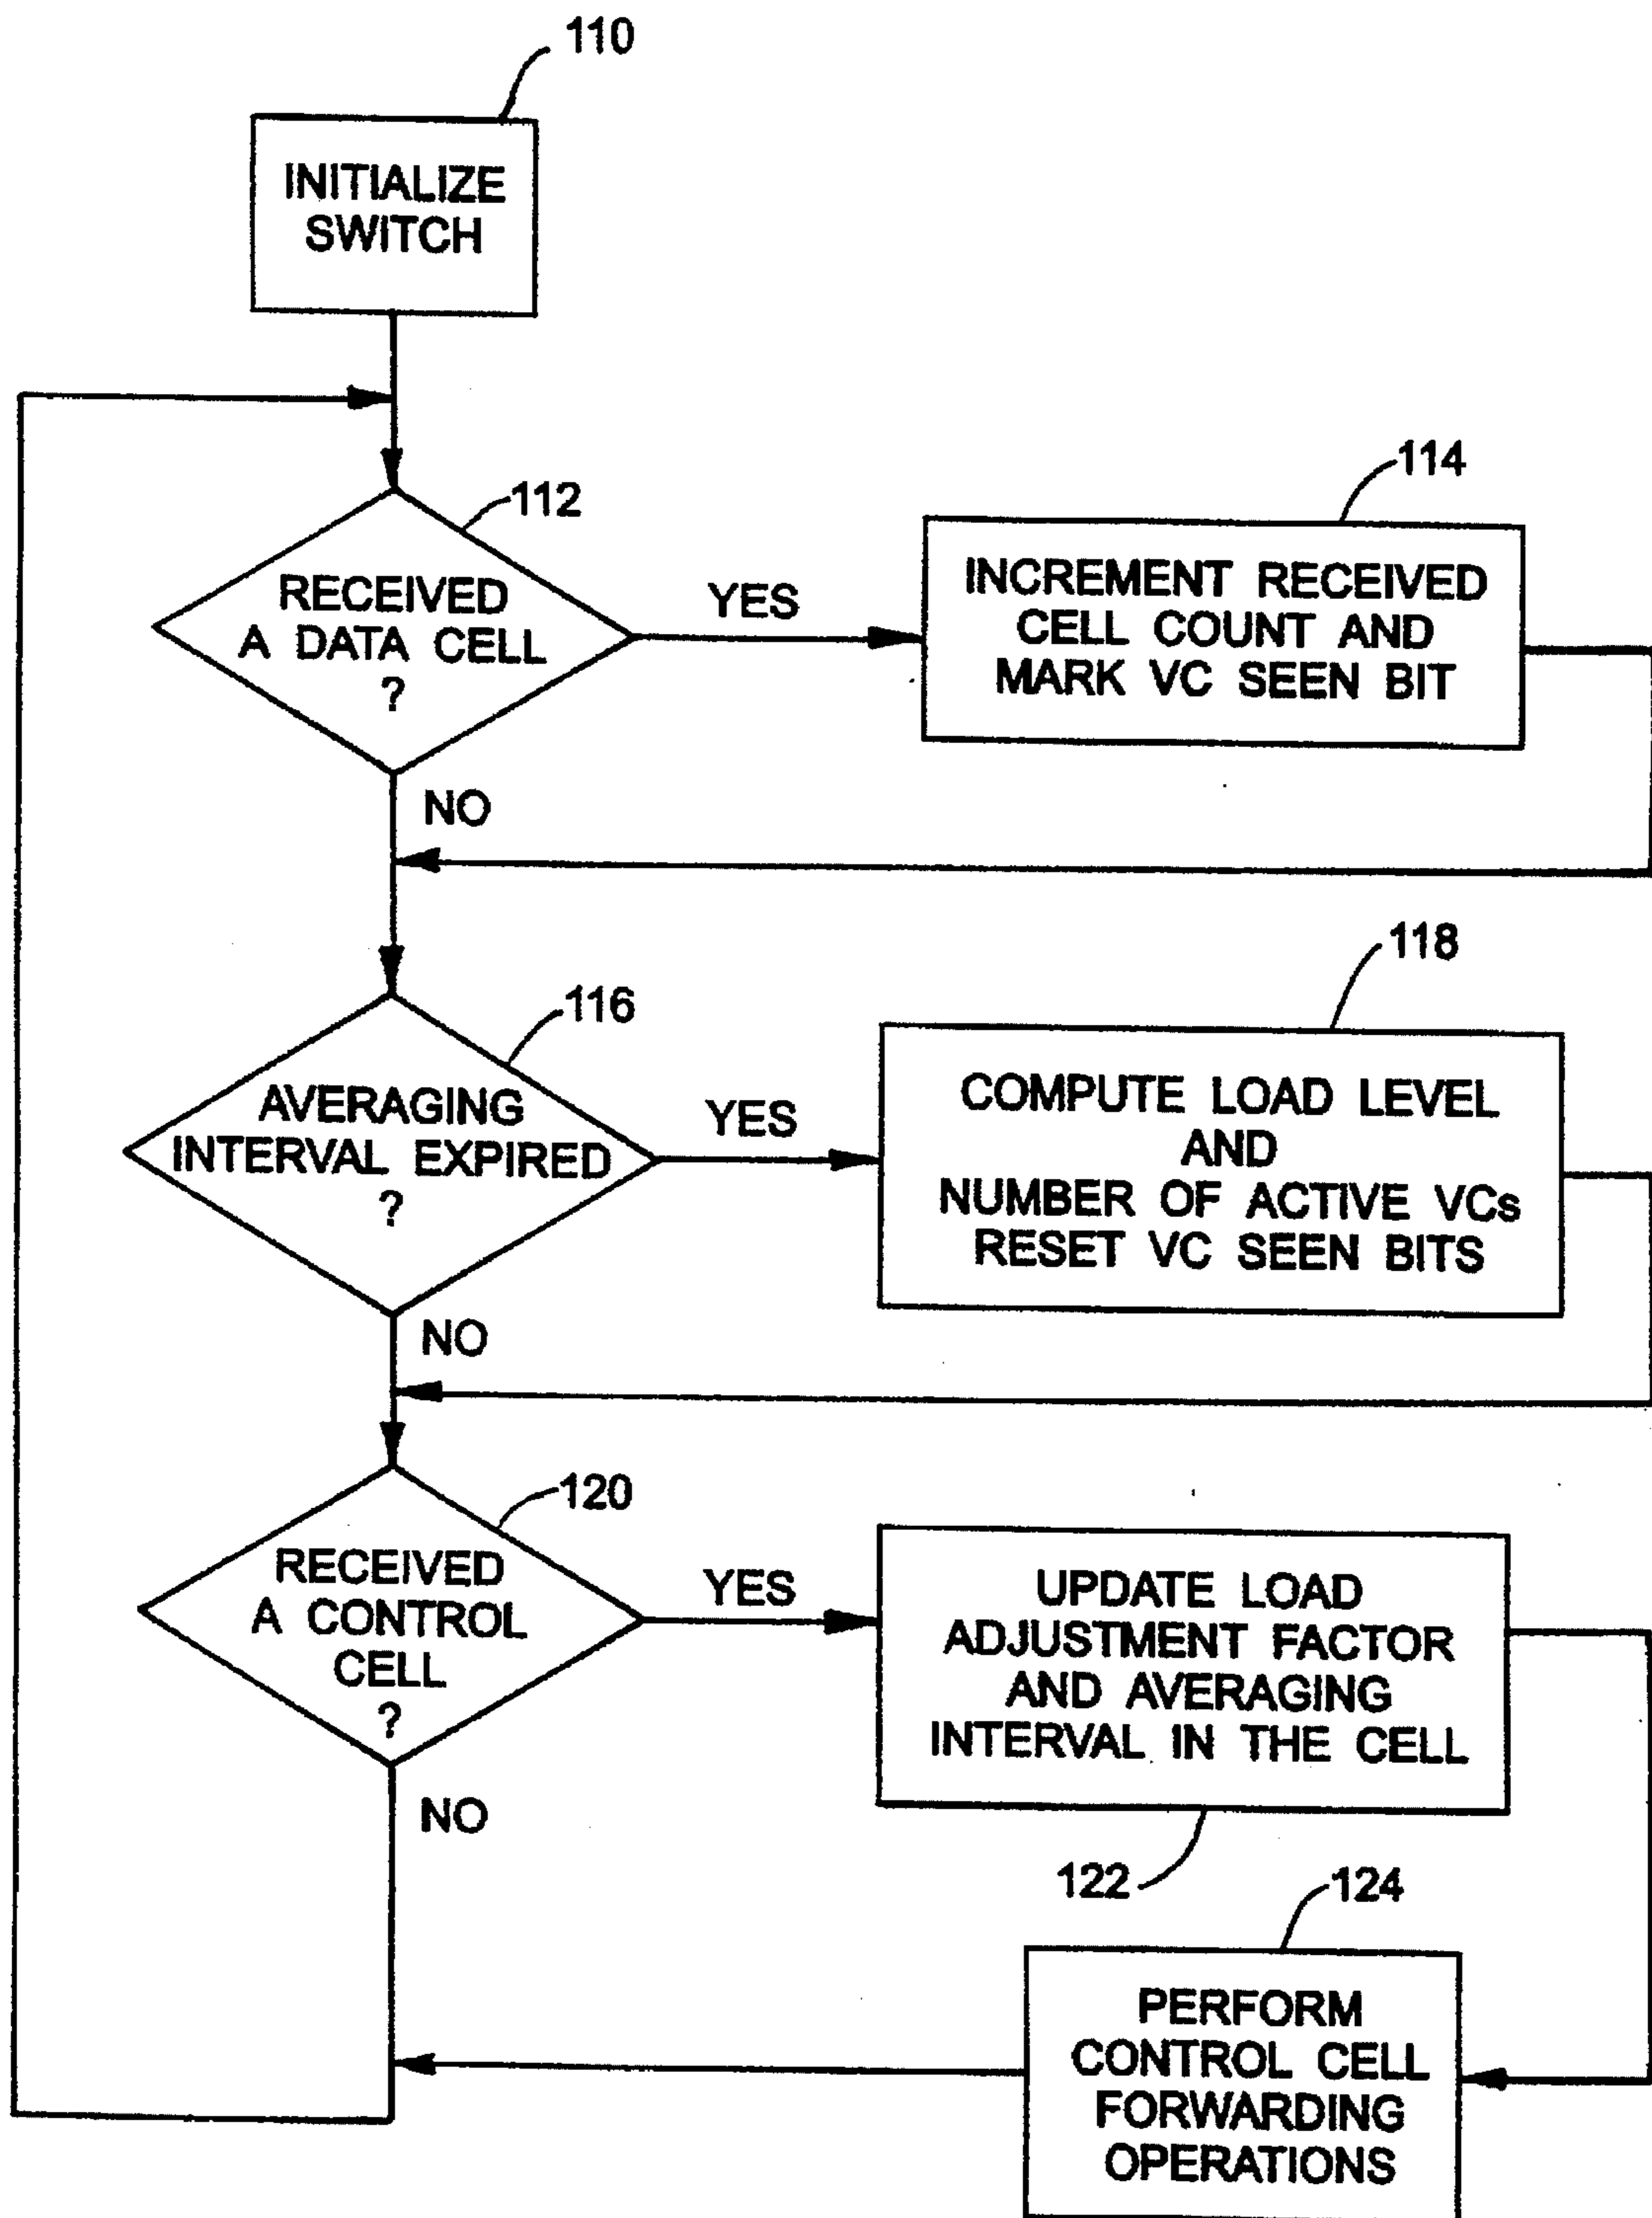 110
INITIALIZE
SWITCH
112
RECEIVED
A DATA CELL
?
YES
114
INCREMENT RECEIVED
CELL COUNT AND
MARK VC SEEN BIT
NO
116
AVERAGING
INTERVAL EXPIRED
?
YES
118
COMPUTE LOAD LEVEL
AND
NUMBER OF ACTIVE VCs
RESET VC SEEN BITS
NO
120
RECEIVED
A CONTROL
CELL
?
YES
UPDATE LOAD
ADJUSTMENT FACTOR
AND AVERAGING
INTERVAL IN THE CELL
122
NO
124
PERFORM
CONTROL CELL
FORWARDING
OPERATIONS